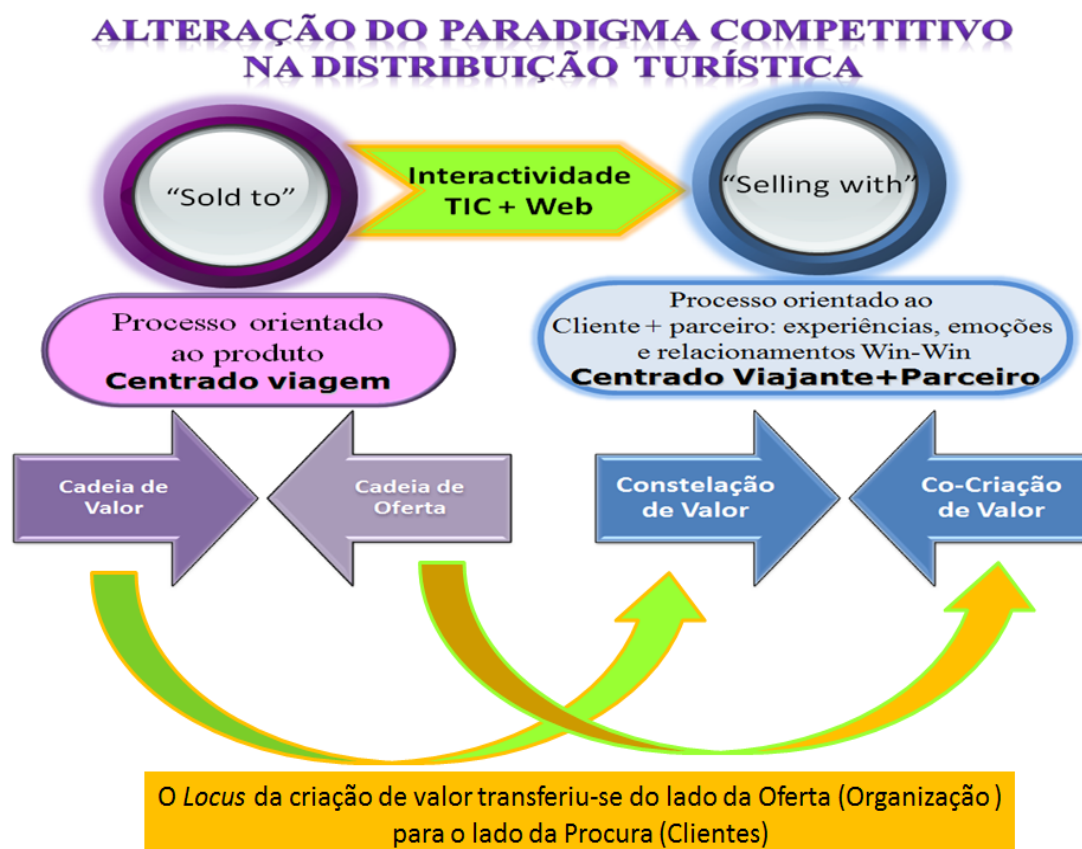 ALTERAÇÃO DO PARADIGMA COMPETITIVO
NA DISTRIBUIÇÃO TURÍSTICA
“Sold to”
Interactividade
TIC + Web
“Selling with”
Processo orientado
ao produto
Centrado viagem
Processo orientado ao
Cliente + parceiro: experiências, emoções
e relacionamentos Win-Win
Centrado Viajante+Parceiro
Cadeia de
Valor
Cadeia de
Oferta
Constelação
de Valor
Co-Criação
de Valor
O Locus da criação de valor transferiu-se do lado da Oferta (Organização )
para o lado da Procura (Clientes)